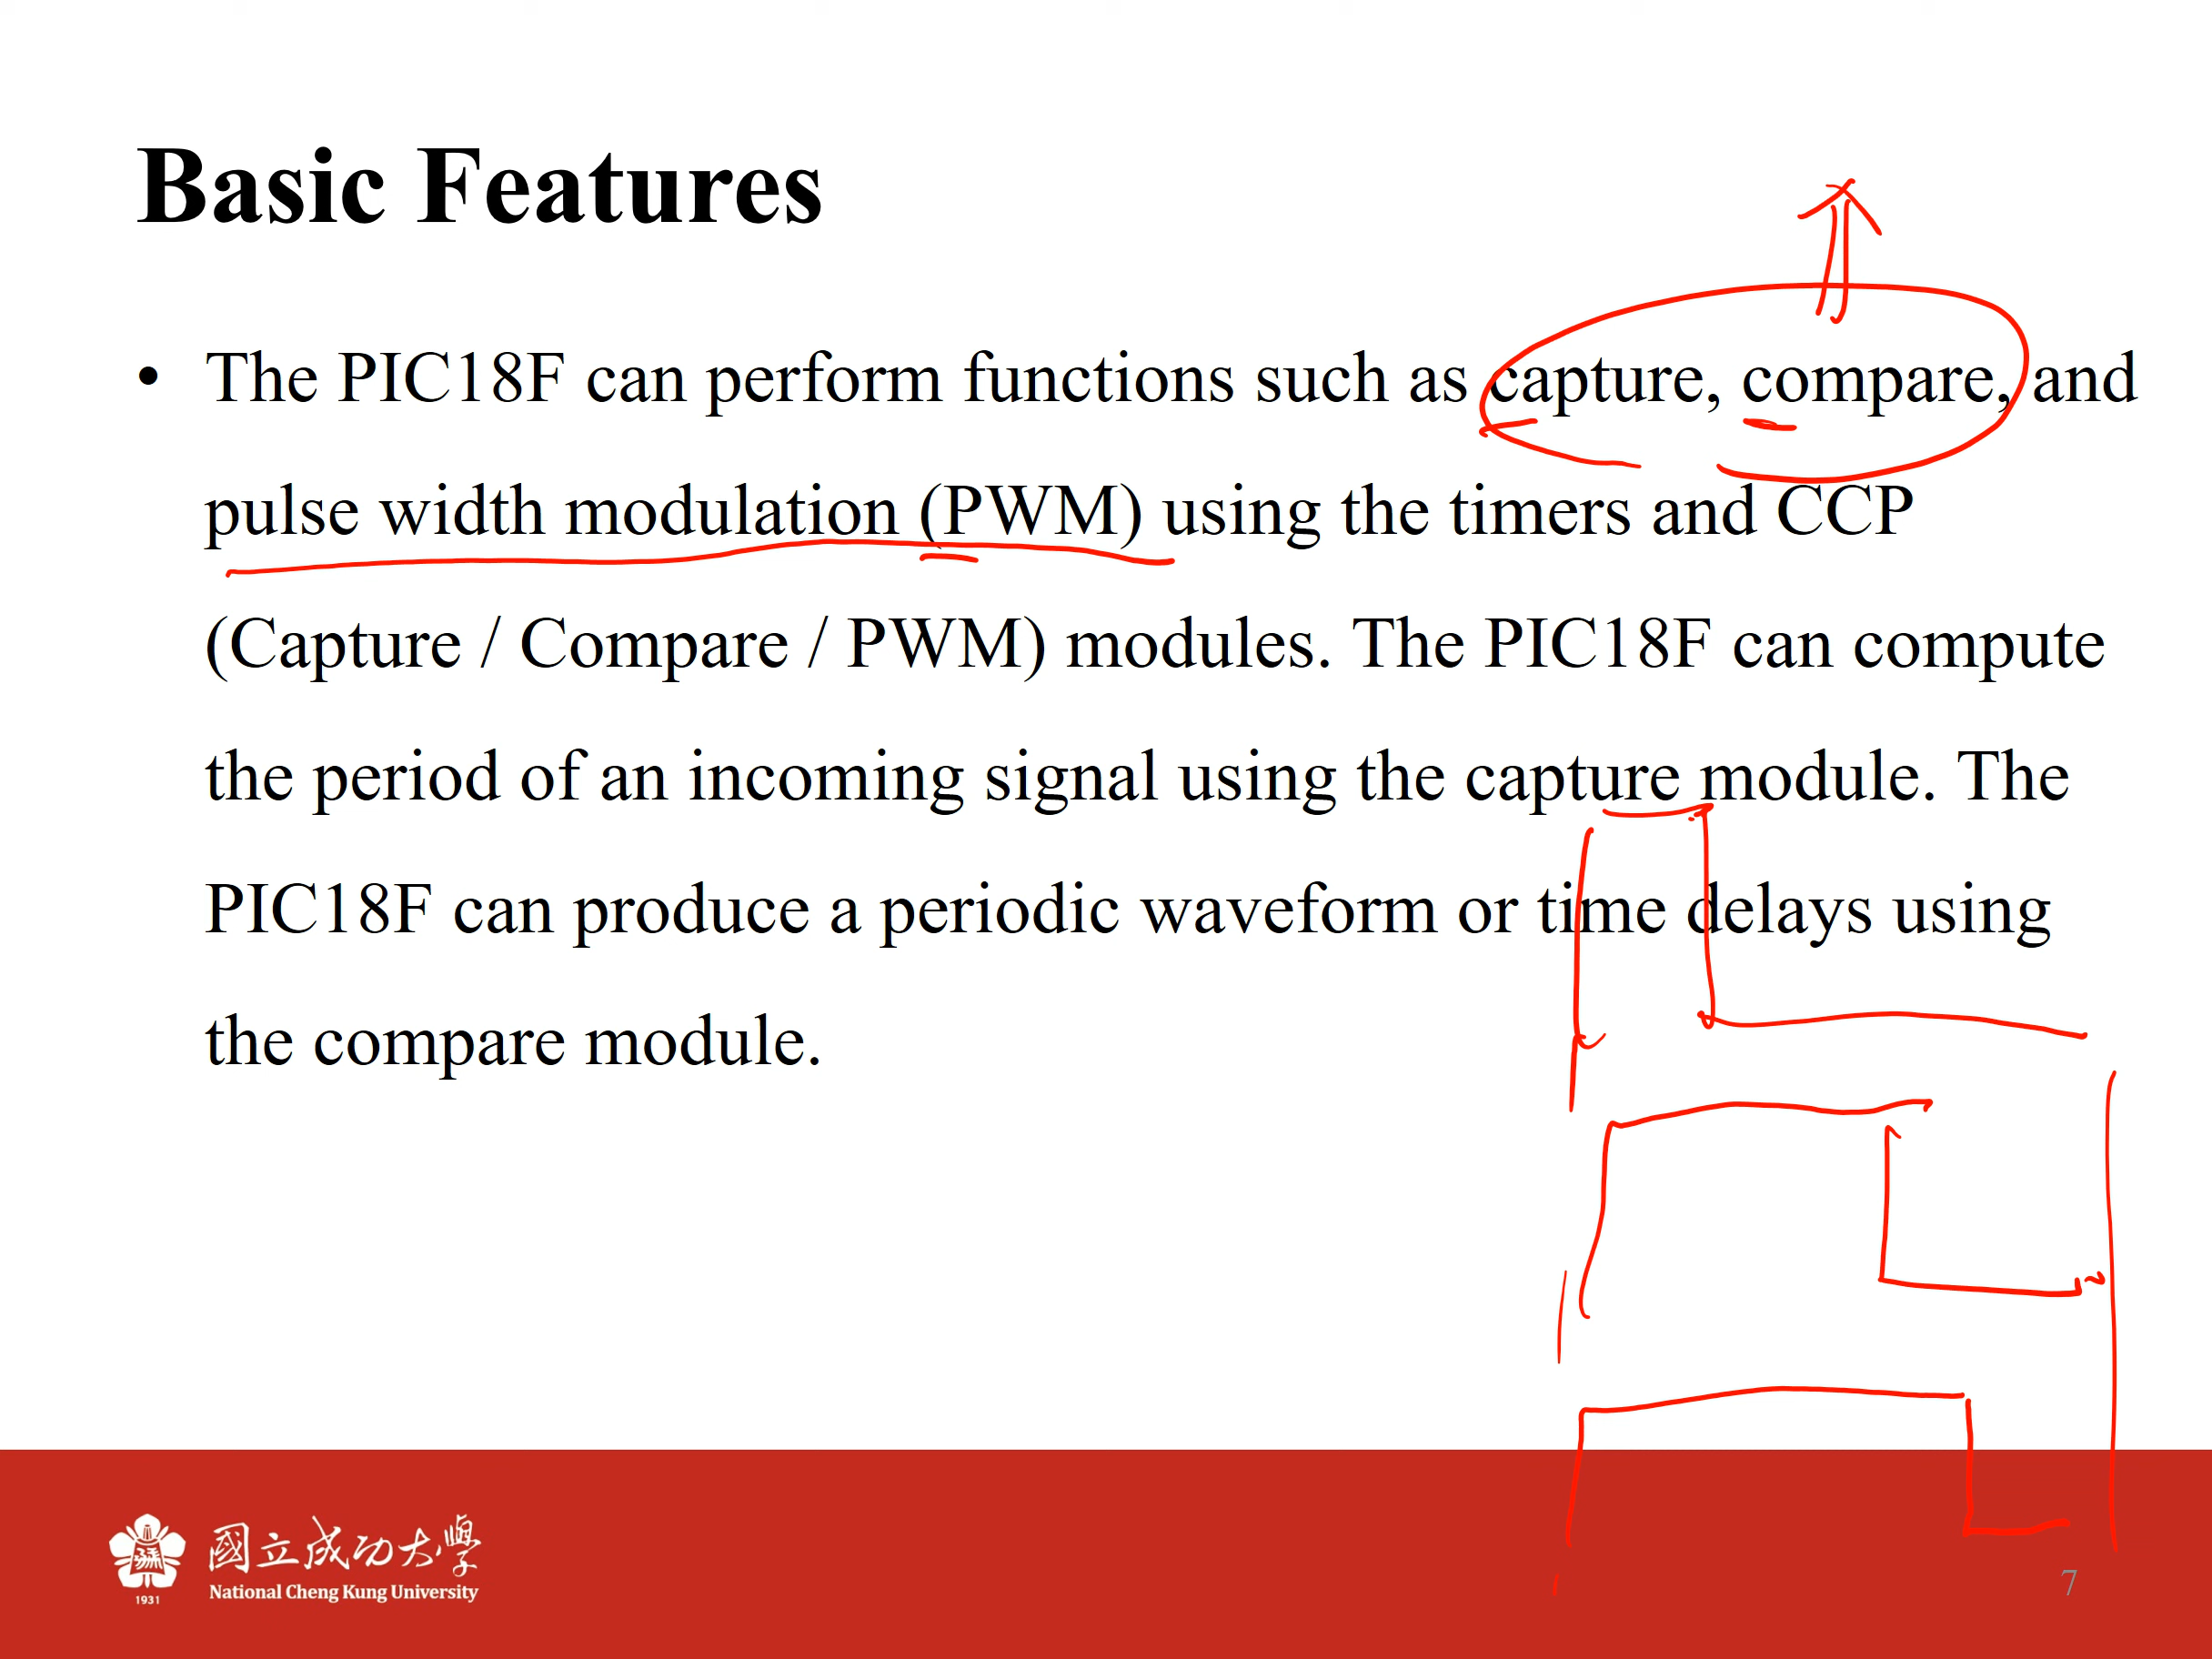 Basic Features
• The PIC18F can perform functions such as capture, compare, and
pulse width modulation (PWM) using the timers and CCP
(Capture / Compare / PWM) modules. The PIC18F can compute
the period of an incoming signal using the capture module. The
PIC18F can produce a periodic waveform or time delays using
the compare module.
國立成功大學
National Cheng Kung University
1931
7